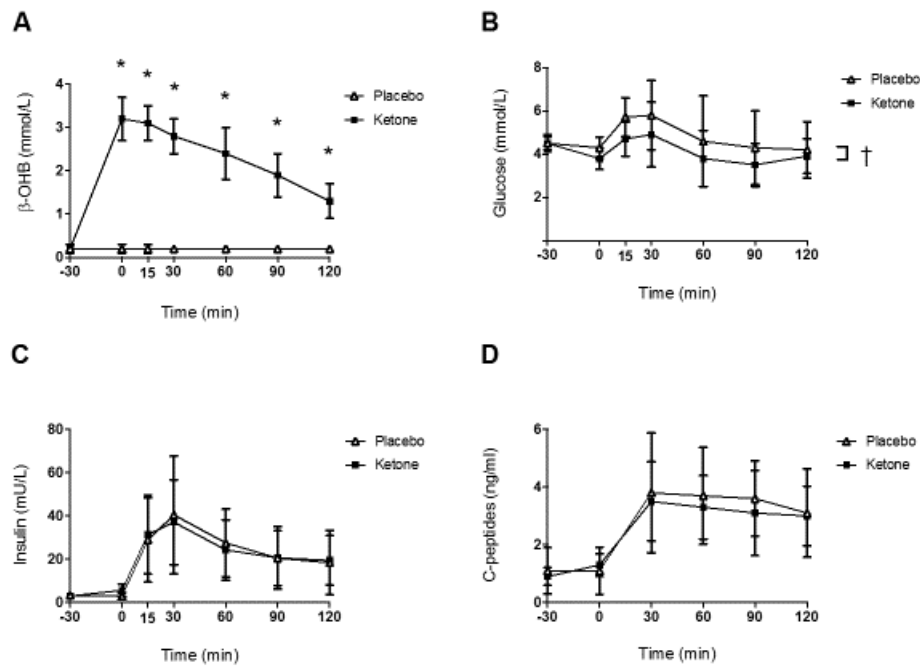 A
β-OHB (mmol/L)
4
3
2
1
0
-30 0 15 30 60 90 120
Time (min)
* * * * * *
Placebo
Ketone
B
Glucose (mmol/L)
8
6
4
2
-30 0 15 30 60 90 120
Time (min)
Placebo
Ketone
†
C
Insulin (mU/L)
80
60
40
20
0
-30 0 15 30 60 90 120
Time (min)
Placebo
Ketone
D
C-peptides (ng/ml)
6
4
2
0
-30 0 30 60 90 120
Time (min)
Placebo
Ketone